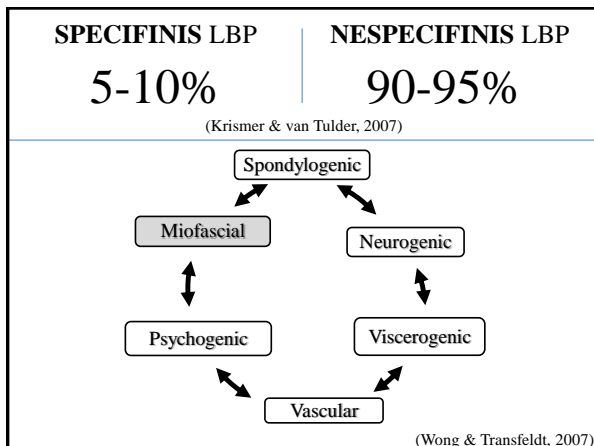 SPECIFINIS LBP
5-10%
NESPECIFINIS LBP
90-95%
(Krismer & van Tulder, 2007)
Spondylogenic
Miofascial
Neurogenic
Psychogenic
Viscerogenic
Vascular
(Wong & Transfeldt, 2007)